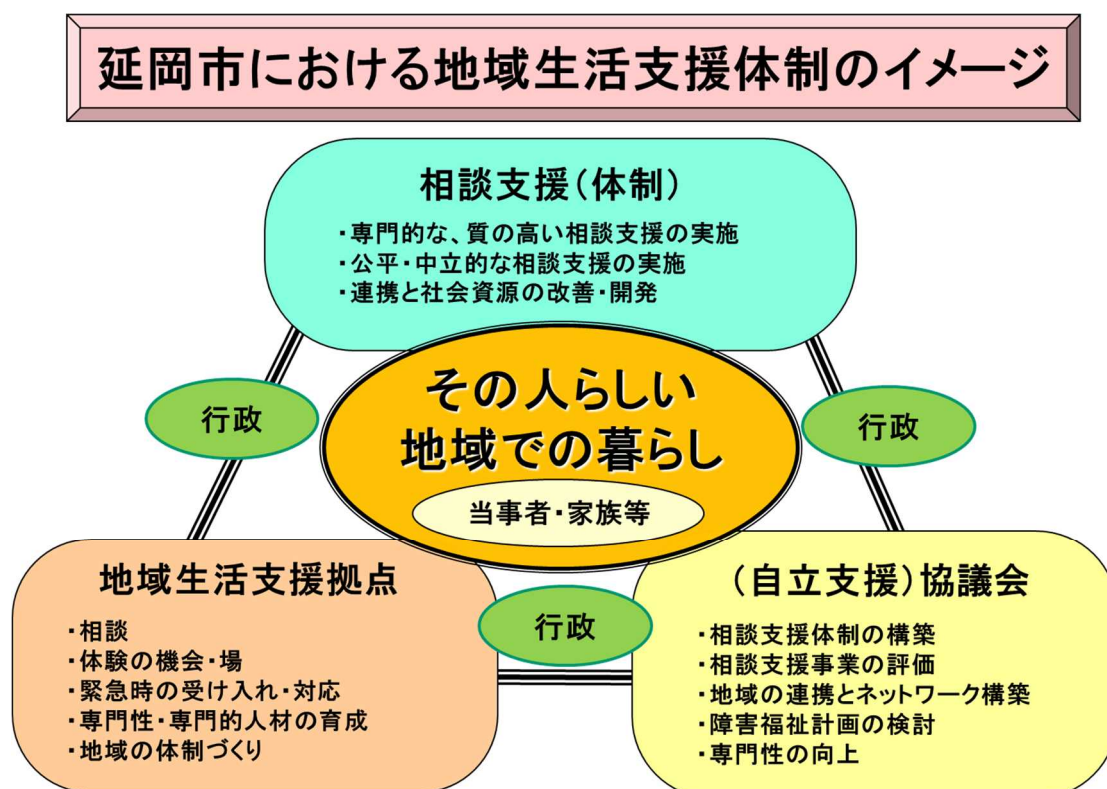 延岡市における地域生活支援体制のイメージ
相談支援（体制）
・専門的な、質の高い相談支援の実施
・公平・中立的な相談支援の実施
・連携と社会資源の改善・開発
その人らしい
地域での暮らし
当事者・家族等
行政
行政
行政
地域生活支援拠点
・相談
・体験の機会・場
・緊急時の受け入れ・対応
・専門性・専門的人材の育成
・地域の体制づくり
（自立支援）協議会
・相談支援体制の構築
・相談支援事業の評価
・地域の連携とネットワーク構築
・障害福祉計画の検討
・専門性の向上